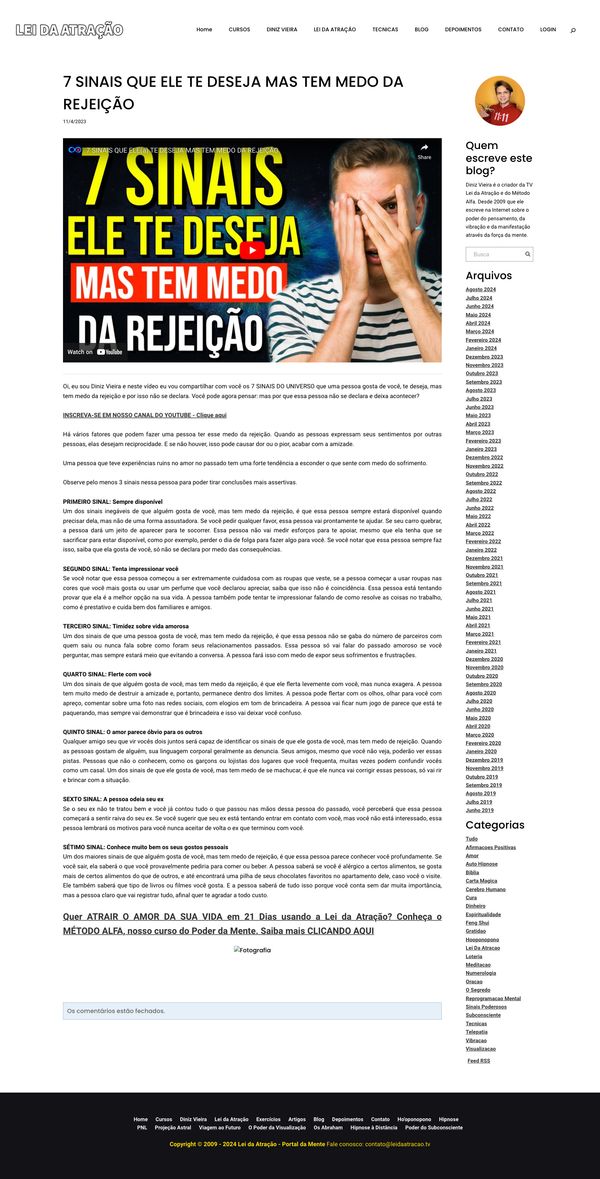 LEI DA ATRAÇÃO
Home CURSOS DINIZ VIEIRA LEI DA ATRAÇÃO TECNICAS BLOG DEPOIMENTOS CONTATO LOGIN
7 SINAIS QUE ELE TE DESEJA MAS TEM MEDO DA
REJEIÇÃO
11/4/2023
7 SINAIS QUE ELE(a) TE DESEJA MAS TEM MEDO DA REJEIÇÃO
Share
7 SINAIS
ELE TE DESEJA
MAS TEM MEDO
DA REJEIÇÃO
Watch on YouTube
Oi, eu sou Diniz Vieira e neste vídeo eu vou compartilhar com você os 7 SINAIS DO UNIVERSO que uma pessoa gosta de você, te deseja, mas
tem medo da rejeição e por isso não se declara. Você pode agora pensar: mas por que essa pessoa não se declara e deixa acontecer?
INSCREVA-SE EM NOSSO CANAL DO YOUTUBE - Clique aqui
Há vários fatores que podem fazer uma pessoa ter esse medo da rejeição. Quando as pessoas expressam seus sentimentos por outras
pessoas, elas desejam reciprocidade. E se não houver, isso pode causar dor ou o pior, acabar com a amizade.
Uma pessoa que teve experiências ruins no amor no passado tem uma forte tendência a esconder o que sente com medo do sofrimento.
Observe pelo menos 3 sinais nessa pessoa para poder tirar conclusões mais assertivas.
PRIMEIRO SINAL: Sempre disponível
Um dos sinais inegáveis de que alguém gosta de você, mas tem medo da rejeição, é que essa pessoa sempre estará disponível quando
precisar dela, mas não de uma forma assustadora. Se você pedir qualquer favor, essa pessoa vai prontamente te ajudar. Se seu carro quebrar,
a pessoa dará um jeito de aparecer para te socorrer. Essa pessoa não vai medir esforços para te apoiar, mesmo que ela tenha que se
sacrificar para estar disponível, como por exemplo, perder o dia de folga para fazer algo para você. Se você notar que essa pessoa sempre faz
isso, saiba que ela gosta de você, só não se declara por medo das consequências.
SEGUNDO SINAL: Tenta impressionar você
Se você notar que essa pessoa começou a ser extremamente cuidadosa com as roupas que veste, se a pessoa começar a usar roupas nas
cores que você mais gosta ou usar um perfume que você declarou apreciar, saiba que isso não é coincidência. Essa pessoa está tentando
provar que ela é a melhor opção na sua vida. A pessoa também pode tentar te impressionar falando de como resolve as coisas no trabalho,
como é prestativo e cuida bem dos familiares e amigos.
TERCEIRO SINAL: Timidez sobre vida amorosa
Um dos sinais de que uma pessoa gosta de você, mas tem medo da rejeição, é que essa pessoa não se gaba do número de parceiros com
quem saiu ou nunca fala sobre como foram seus relacionamentos passados. Essa pessoa só vai falar do passado amoroso se você
perguntar, mas sempre estará meio que evitando a conversa. A pessoa fará isso com medo de expor seus sofrimentos e frustrações.
QUARTO SINAL: Flerte com você
Um dos sinais de que alguém gosta de você, mas tem medo da rejeição, é que ele flerta levemente com você, mas nunca exagera. A pessoa
tem muito medo de destruir a amizade e, portanto, permanece dentro dos limites. A pessoa pode flertar com os olhos, olhar para você com
apreço, comentar sobre uma foto nas redes sociais, com elogios em tom de brincadeira. A pessoa vai ficar num jogo de parece que está te
paquerando, mas sempre vai demonstrar que é brincadeira e isso vai deixar você confuso.
QUINTO SINAL: O amor parece óbvio para os outros
Qualquer amigo seu que vir vocês dois juntos será capaz de identificar os sinais de que ele gosta de você, mas tem medo de rejeição. Quando
as pessoas gostam de alguém, sua linguagem corporal geralmente as denuncia. Seus amigos, mesmo que você não veja, poderão ver essas
pistas. Pessoas que não o conhecem, como os garçons ou lojistas dos lugares que você frequenta, muitas vezes podem confundir vocês
como um casal. Um dos sinais de que ele gosta de você, mas tem medo de se machucar, é que ele nunca vai corrigir essas pessoas, só vai rir
e brincar com a situação.
SEXTO SINAL: A pessoa odeia seu ex
Se o seu ex não te tratou bem e você já contou tudo o que passou nas mãos dessa pessoa do passado, você perceberá que essa pessoa
começará a sentir raiva do seu ex. Se você sugerir que seu ex está tentando entrar em contato com você, mas você não está interessado, essa
pessoa lembrará os motivos para você nunca aceitar de volta o ex que terminou com você.
SÉTIMO SINAL: Conhece muito bem os seus gostos pessoais
Um dos maiores sinais de que alguém gosta de você, mas tem medo de rejeição, é que essa pessoa parece conhecer você profundamente. Se
você sair, ela saberá o que você provavelmente pediria para comer ou beber. A pessoa saberá se você é alérgico a certos alimentos, se gosta
mais de certos alimentos do que de outros, e até encontrará uma pilha de seus chocolates favoritos no apartamento dele, caso você o visite.
Ele também saberá que tipo de livros ou filmes você gosta. E a pessoa saberá de tudo isso porque você conta sem dar muita importância,
mas a pessoa claro que vai registrar tudo, afinal quer te agradar a todo custo.
Quer ATRAIR O AMOR DA SUA VIDA em 21 Dias usando a Lei da Atração? Conheça o
MÉTODO ALFA, nosso curso do Poder da Mente. Saiba mais CLICANDO AQUI
Fotografia
Os comentários estão fechados.
11:11
Quem
escreve este
blog?
Diniz Vieira é o criador da TV
Lei da Atração e do Método
Alfa. Desde 2009 que ele
escreve na Internet sobre o
poder do pensamento, da
vibração e da manifestação
através da força da mente.
Busca
Arquivos
Agosto 2024
Julho 2024
Junho 2024
Maio 2024
Abril 2024
Março 2024
Fevereiro 2024
Janeiro 2024
Dezembro 2023
Novembro 2023
Outubro 2023
Setembro 2023
Agosto 2023
Julho 2023
Junho 2023
Maio 2023
Abril 2023
Março 2023
Fevereiro 2023
Janeiro 2023
Dezembro 2022
Novembro 2022
Outubro 2022
Setembro 2022
Agosto 2022
Julho 2022
Junho 2022
Maio 2022
Abril 2022
Março 2022
Fevereiro 2022
Janeiro 2022
Dezembro 2021
Novembro 2021
Outubro 2021
Setembro 2021
Agosto 2021
Julho 2021
Junho 2021
Maio 2021
Abril 2021
Março 2021
Fevereiro 2021
Janeiro 2021
Dezembro 2020
Novembro 2020
Outubro 2020
Setembro 2020
Agosto 2020
Julho 2020
Junho 2020
Maio 2020
Abril 2020
Março 2020
Fevereiro 2020
Janeiro 2020
Dezembro 2019
Novembro 2019
Outubro 2019
Setembro 2019
Agosto 2019
Julho 2019
Junho 2019
Categorias
Tudo
Afirmacoes Positivas
Amor
Auto Hipnose
Biblia
Carta Magica
Cerebro Humano
Cura
Dinheiro
Espiritualidade
Feng Shui
Gratidao
Hooponopono
Lei Da Atracao
Loteria
Meditacao
Numerologia
Oracao
O Segredo
Reprogramacao Mental
Sinais Poderosos
Subconsciente
Tecnicas
Telepatia
Vibracao
Visualizacao
Feed RSS
Home Cursos Diniz Vieira Lei da Atração Exercícios Artigos Blog Depoimentos Contato Ho'oponopono Hipnose
PNL Projeção Astral Viagem ao Futuro O Poder da Visualização Os Abraham Hipnose à Distância Poder do Subconsciente
Copyright © 2009 - 2024 Lei da Atração - Portal da Mente Fale conosco: contato@leidaatracao.tv